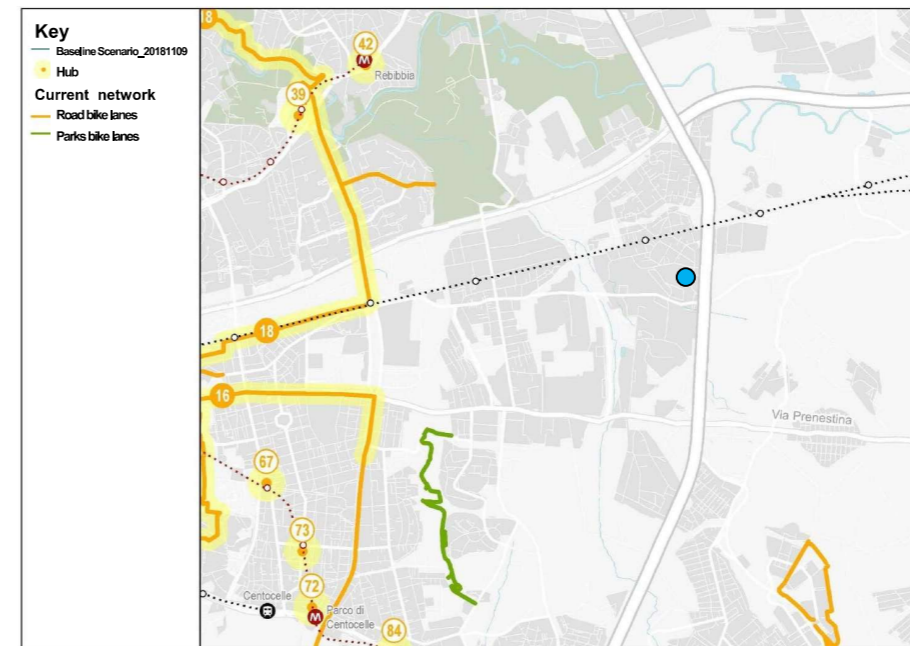 Key
Baseline Scenario_20181109
Hub
Current network
Road bike lanes
Parks bike lanes
18
42
M
Rebibbia
39
18
16
Via Prenestina
67
73
72
Centocelle
M
Parco di
Centocelle
84